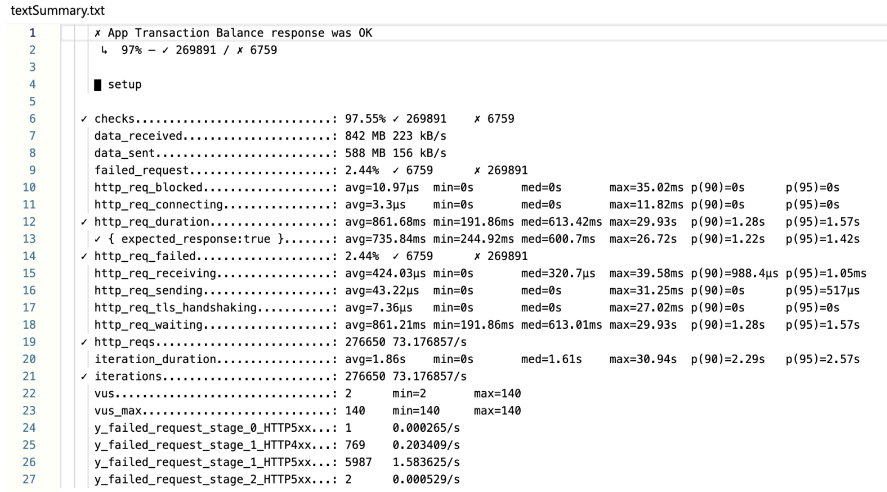 textSummary.txt
1 ✗ App Transaction Balance response was OK
2 ↳ 97% — ✓ 269891 / ✗ 6759
3
4 █ setup
5
6 ✓ checks.............................: 97.55% ✓ 269891 ✗ 6759
7 data_received......................: 842 MB 223 kB/s
8 data_sent..........................: 588 MB 156 kB/s
9 failed_request.....................: 2.44% ✓ 6759 ✗ 269891
10 http_req_blocked...................: avg=10.97µs min=0s med=0s max=35.02ms p(90)=0s p(95)=0s
11 http_req_connecting................: avg=3.3µs min=0s med=0s max=11.82ms p(90)=0s p(95)=0s
12 ✓ http_req_duration..................: avg=861.68ms min=191.86ms med=613.42ms max=29.93s p(90)=1.28s p(95)=1.57s
13 ✓ { expected_response:true }.......: avg=735.84ms min=244.92ms med=600.7ms max=26.72s p(90)=1.22s p(95)=1.42s
14 ✓ http_req_failed....................: 2.44% ✓ 6759 ✗ 269891
15 http_req_receiving.................: avg=424.03µs min=0s med=320.7µs max=39.58ms p(90)=988.4µs p(95)=1.05ms
16 http_req_sending...................: avg=43.22µs min=0s med=0s max=31.25ms p(90)=0s p(95)=517µs
17 http_req_tls_handshaking...........: avg=7.36µs min=0s med=0s max=27.02ms p(90)=0s p(95)=0s
18 http_req_waiting...................: avg=861.21ms min=191.86ms med=613.01ms max=29.93s p(90)=1.28s p(95)=1.57s
19 ✓ http_reqs..........................: 276650 73.176857/s
20 iteration_duration.................: avg=1.86s min=0s med=1.61s max=30.94s p(90)=2.29s p(95)=2.57s
21 ✓ iterations.........................: 276650 73.176857/s
22 vus................................: 2 min=2 max=140
23 vus_max............................: 140 min=140 max=140
24 y_failed_request_stage_0_HTTP5xx...: 1 0.000265/s
25 y_failed_request_stage_1_HTTP4xx...: 769 0.203409/s
26 y_failed_request_stage_1_HTTP5xx...: 5987 1.583625/s
27 y_failed_request_stage_2_HTTP5xx...: 2 0.000529/s